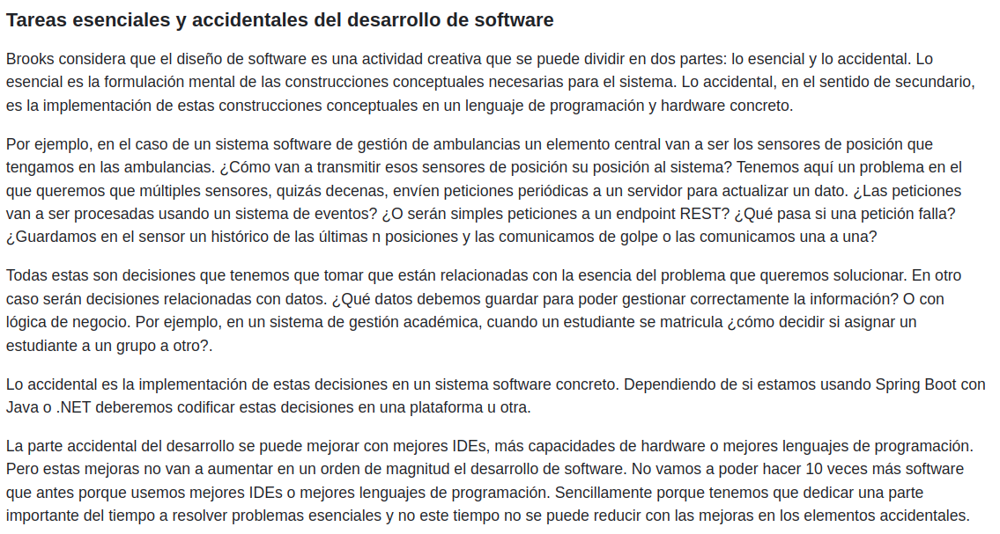 Tareas esenciales y accidentales del desarrollo de software
Brooks considera que el diseño de software es una actividad creativa que se puede dividir en dos partes: lo esencial y lo accidental. Lo
esencial es la formulación mental de las construcciones conceptuales necesarias para el sistema. Lo accidental, en el sentido de secundario,
es la implementación de estas construcciones conceptuales en un lenguaje de programación y hardware concreto.
Por ejemplo, en el caso de un sistema software de gestión de ambulancias un elemento central van a ser los sensores de posición que
tengamos en las ambulancias. ¿Cómo van a transmitir esos sensores de posición su posición al sistema? Tenemos aquí un problema en el
que queremos que múltiples sensores, quizás decenas, envíen peticiones periódicas a un servidor para actualizar un dato. ¿Las peticiones
van a ser procesadas usando un sistema de eventos? ¿O serán simples peticiones a un endpoint REST? ¿Qué pasa si una petición falla?
¿Guardamos en el sensor un histórico de las últimas n posiciones y las comunicamos de golpe o las comunicamos una a una?
Todas estas son decisiones que tenemos que tomar que están relacionadas con la esencia del problema que queremos solucionar. En otro
caso serán decisiones relacionadas con datos. ¿Qué datos debemos guardar para poder gestionar correctamente la información? O con
lógica de negocio. Por ejemplo, en un sistema de gestión académica, cuando un estudiante se matricula ¿cómo decidir si asignar un
estudiante a un grupo a otro?.
Lo accidental es la implementación de estas decisiones en un sistema software concreto. Dependiendo de si estamos usando Spring Boot con
Java o .NET deberemos codificar estas decisiones en una plataforma u otra.
La parte accidental del desarrollo se puede mejorar con mejores IDEs, más capacidades de hardware o mejores lenguajes de programación.
Pero estas mejoras no van a aumentar en un orden de magnitud el desarrollo de software. No vamos a poder hacer 10 veces más software
que antes porque usemos mejores IDEs o mejores lenguajes de programación. Sencillamente porque tenemos que dedicar una parte
importante del tiempo a resolver problemas esenciales y no este tiempo no se puede reducir con las mejoras en los elementos accidentales.